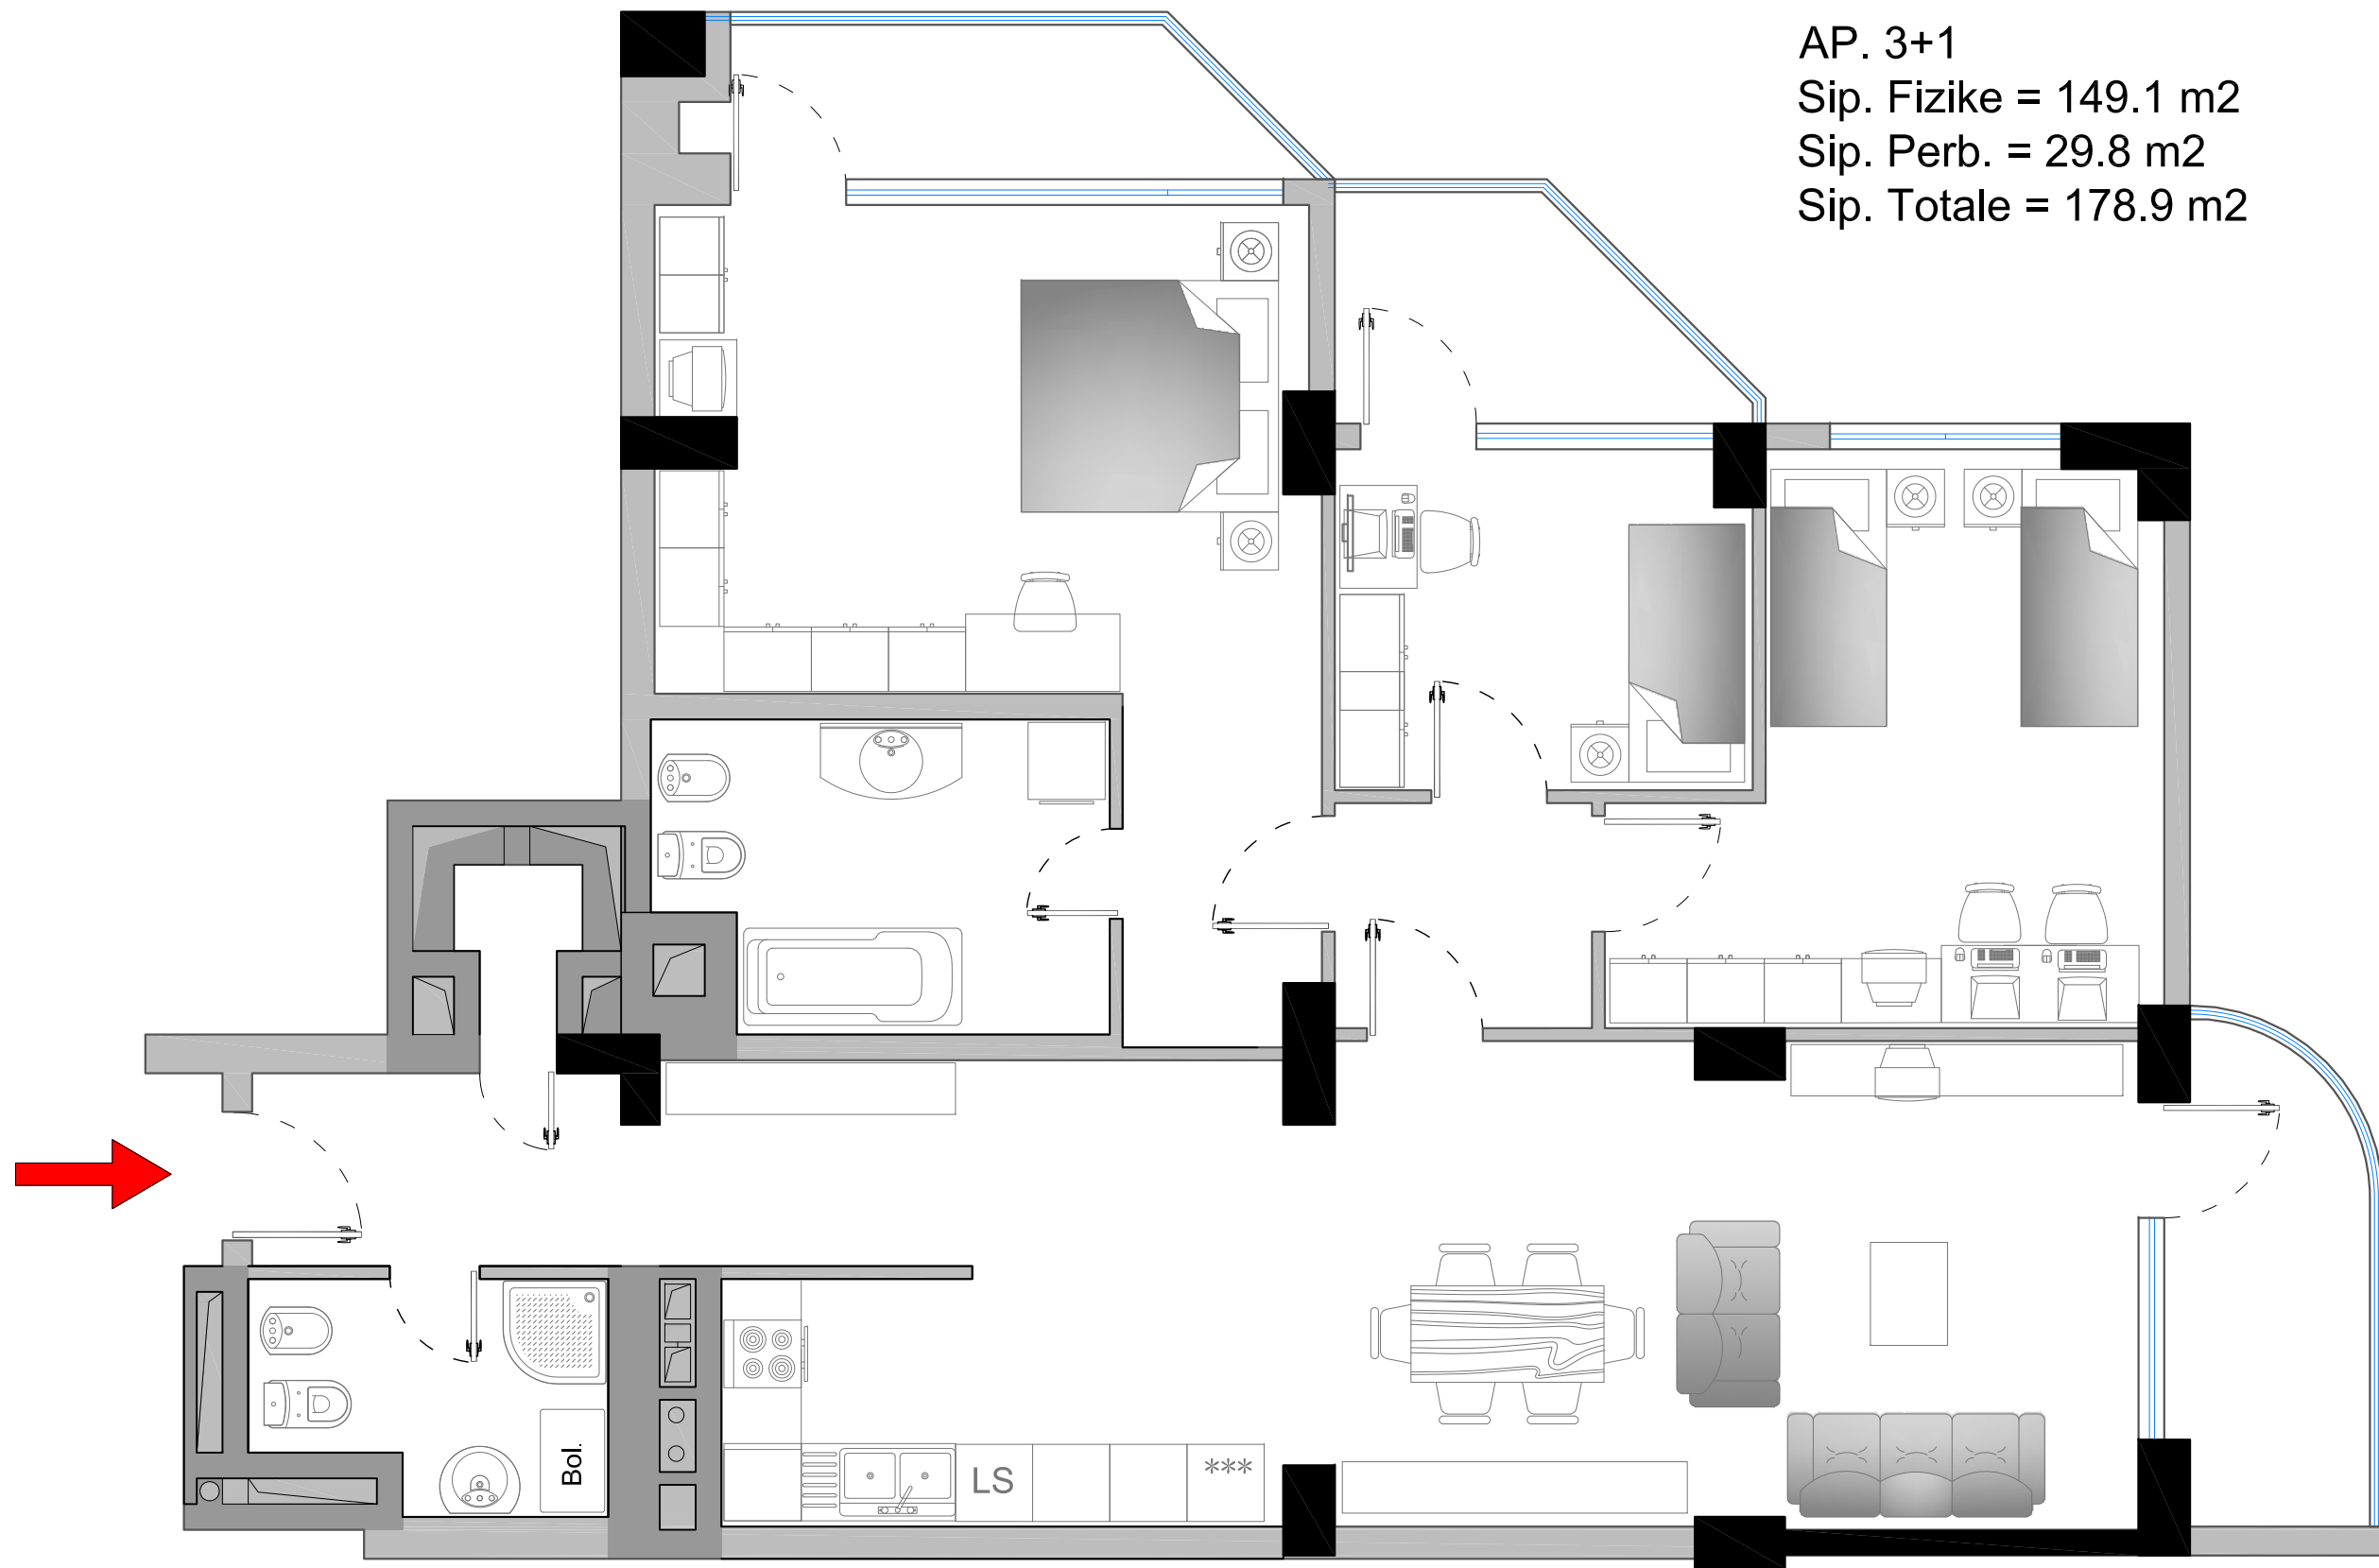 AP. 3+1
Sip. Fizike = 149.1 m2
Sip. Perb. = 29.8 m2
Sip. Totale = 178.9 m2
Bol.
LS
***